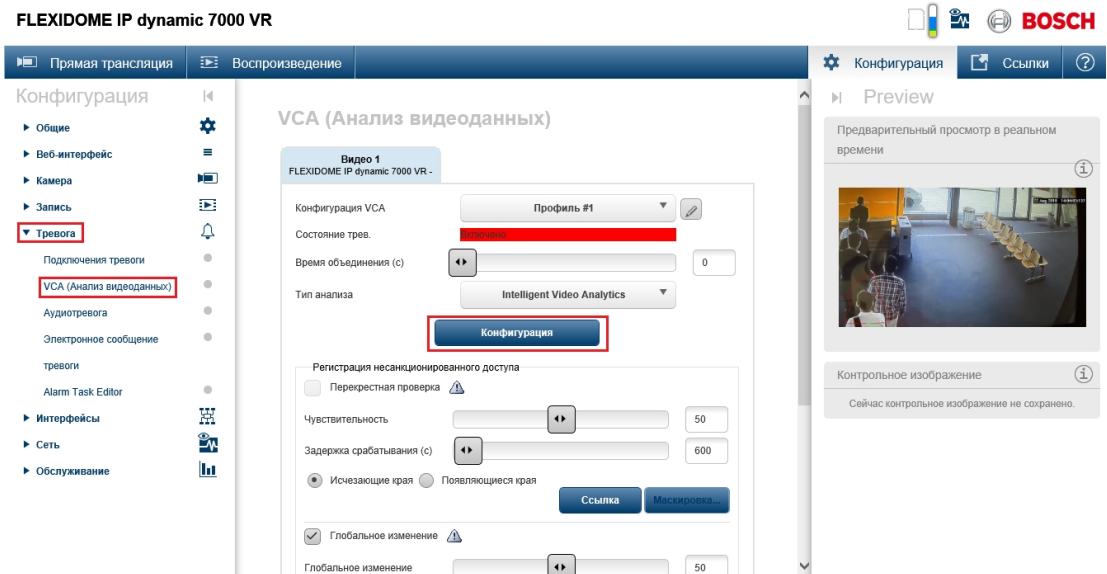 FLEXIDOME IP dynamic 7000 VR
BOSCH
Прямая трансляция
Воспроизведение
Конфигурация
Ссылки
?
Конфигурация
Общие
Веб-интерфейс
Камера
Запись
Тревога
Подключения тревоги
VCA (Анализ видеоданных)
Аудиотревога
Электронное сообщение
тревоги
Alarm Task Editor
Интерфейсы
Сеть
Обслуживание
VCA (Анализ видеоданных)
Видео 1
FLEXIDOME IP dynamic 7000 VR -
Конфигурация VCA
Профиль #1
Состояние трев.
Включено
Время объединения (с)
0
Тип анализа
Intelligent Video Analytics
Конфигурация
Регистрация несанкционированного доступа
Перекрестная проверка
Чувствительность
50
Задержка срабатывания (с)
600
Исчезающие края
Появляющиеся края
Ссылка
Маскировка...
Глобальное изменение
Глобальное изменение
50
Preview
Предварительный просмотр в реальном
времени
Контрольное изображение
Сейчас контрольное изображение не сохранено.